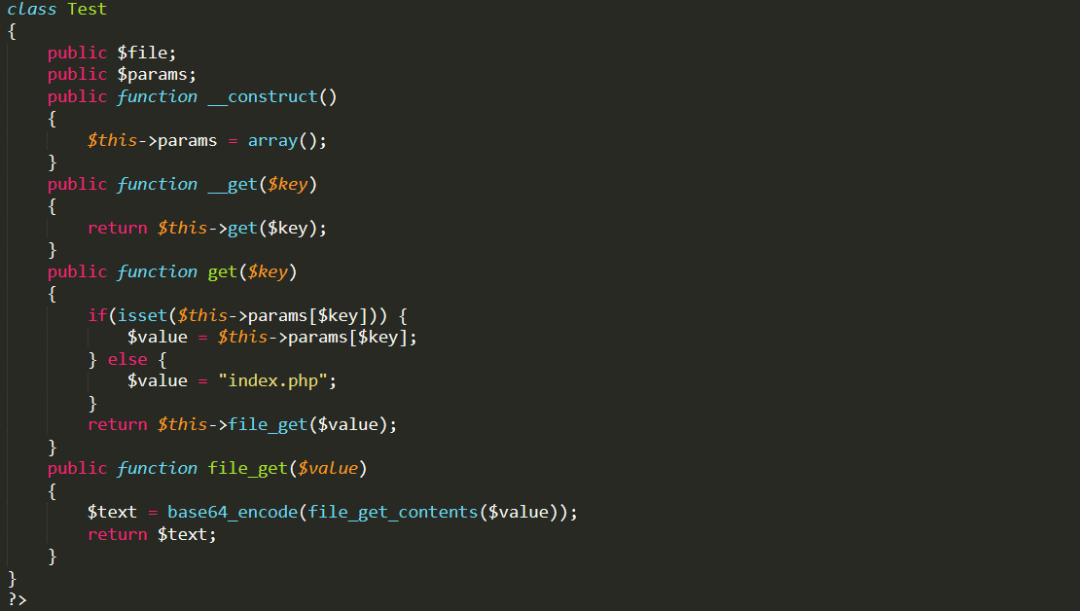 class Test
{
    public $file;
    public $params;
    public function __construct()
    {
        $this->params = array();
    }
    public function __get($key)
    {
        return $this->get($key);
    }
    public function get($key)
    {
        if(isset($this->params[$key])) {
            $value = $this->params[$key];
        } else {
            $value = "index.php";
        }
        return $this->file_get($value);
    }
    public function file_get($value)
    {
        $text = base64_encode(file_get_contents($value));
        return $text;
    }
}
?>